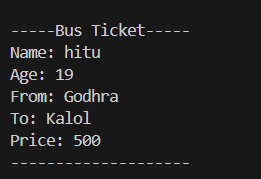 -----Bus Ticket-----
Name: hitu
Age: 19
From: Godhra
To: Kalol
Price: 500
--------------------